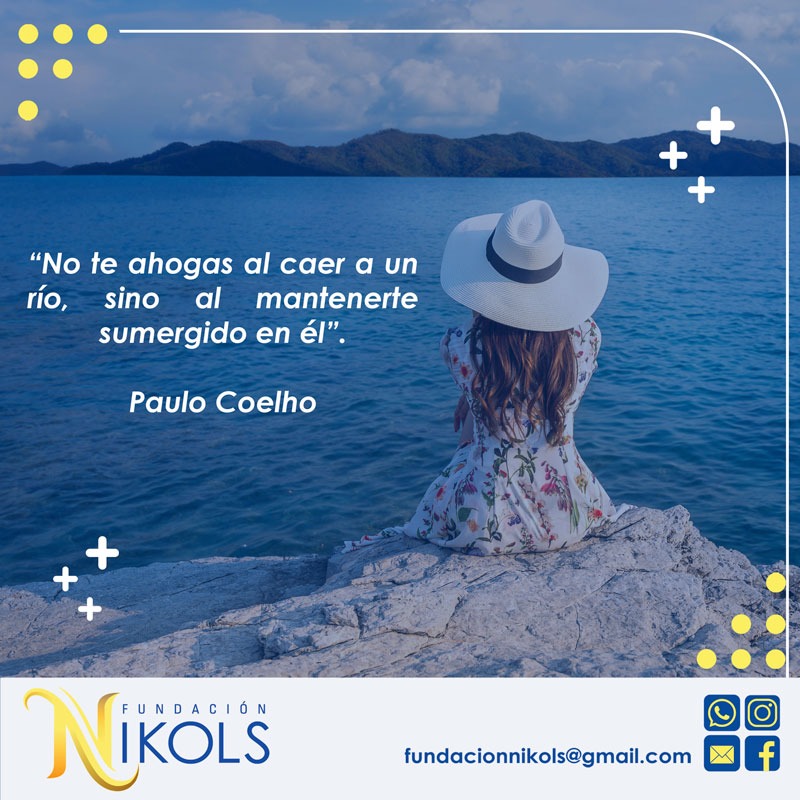 “No te ahogas al caer a un
río, sino al mantenerte
sumergido en él”.
Paulo Coelho
FUNDACIÓN
NIKOLS
fundacionnikols@gmail.com